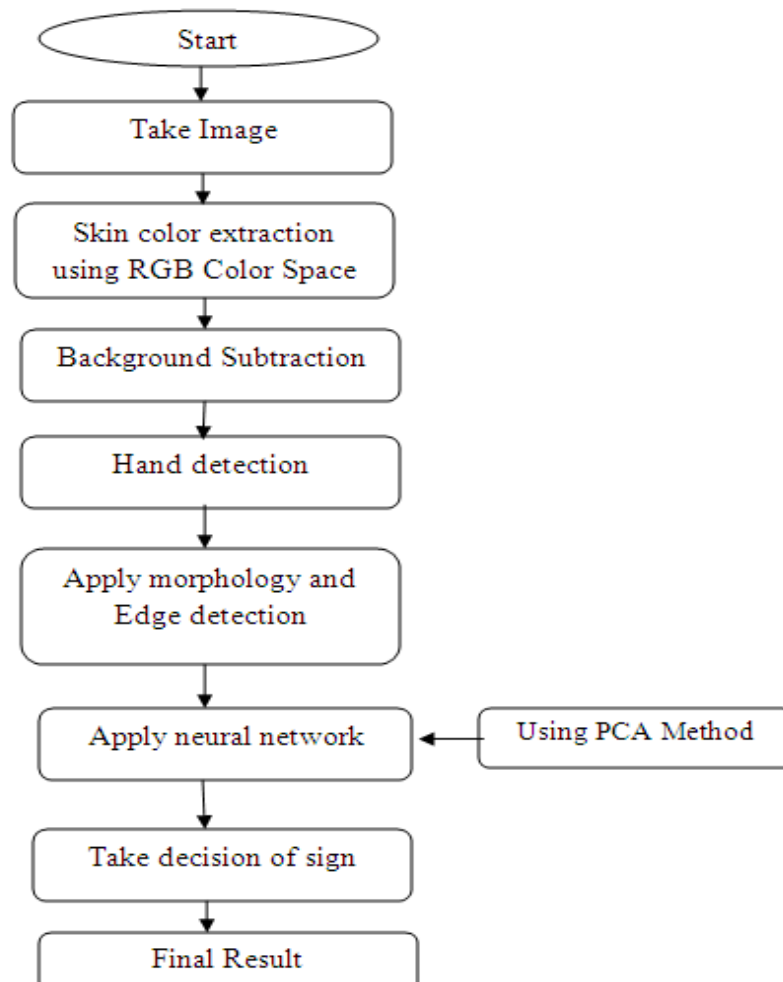 Start
Take Image
Skin color extraction
using RGB Color Space
Background Subtraction
Hand detection
Apply morphology and
Edge detection
Apply neural network
Using PCA Method
Take decision of sign
Final Result